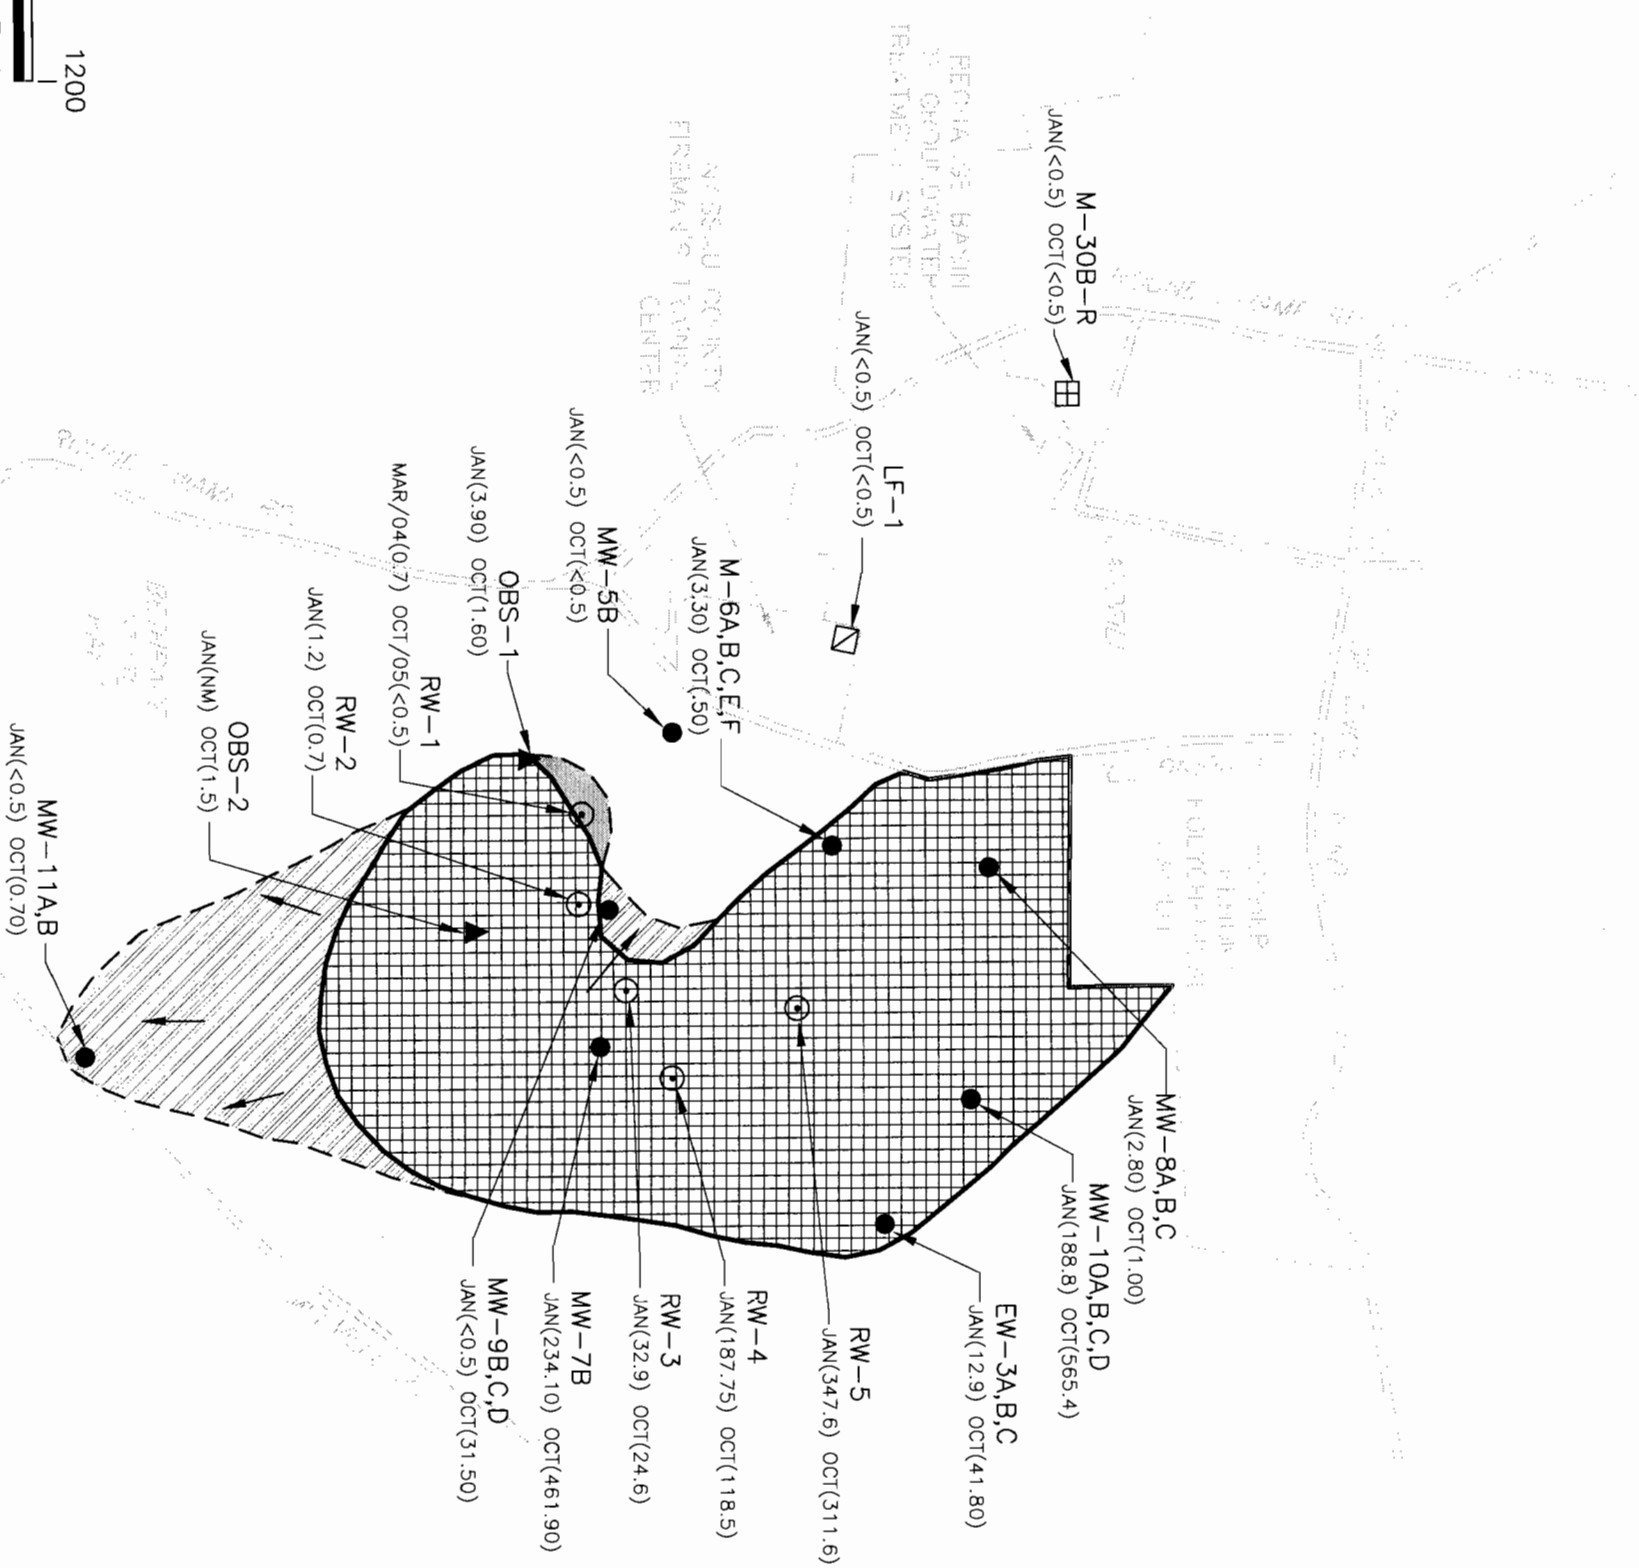 1200
M-30B-R
JAN(<0.5) OCT(<0.5)
LF-1
JAN(<0.5) OCT(<0.5)
M-6A,B,C,E,F
JAN(3.30) OCT(.50)
MW-5B
JAN(<0.5) OCT(<0.5)
OBS-1
JAN(3.90) OCT(1.60)
RW-1
MAR/04(0.7) OCT/05(<0.5)
RW-2
JAN(1.2) OCT(0.7)
OBS-2
JAN(NM) OCT(1.5)
MW-11A,B
JAN(<0.5) OCT(0.70)
MW-8A,B,C
JAN(2.80) OCT(1.00)
MW-10A,B,C,D
JAN(188.8) OCT(565.4)
EW-3A,B,C
JAN(12.9) OCT(41.80)
RW-5
JAN(347.6) OCT(311.6)
RW-4
JAN(187.75) OCT(118.5)
RW-3
JAN(32.9) OCT(24.6)
MW-7B
JAN(234.10) OCT(461.90)
MW-9B,C,D
JAN(<0.5) OCT(31.50)
CENTER